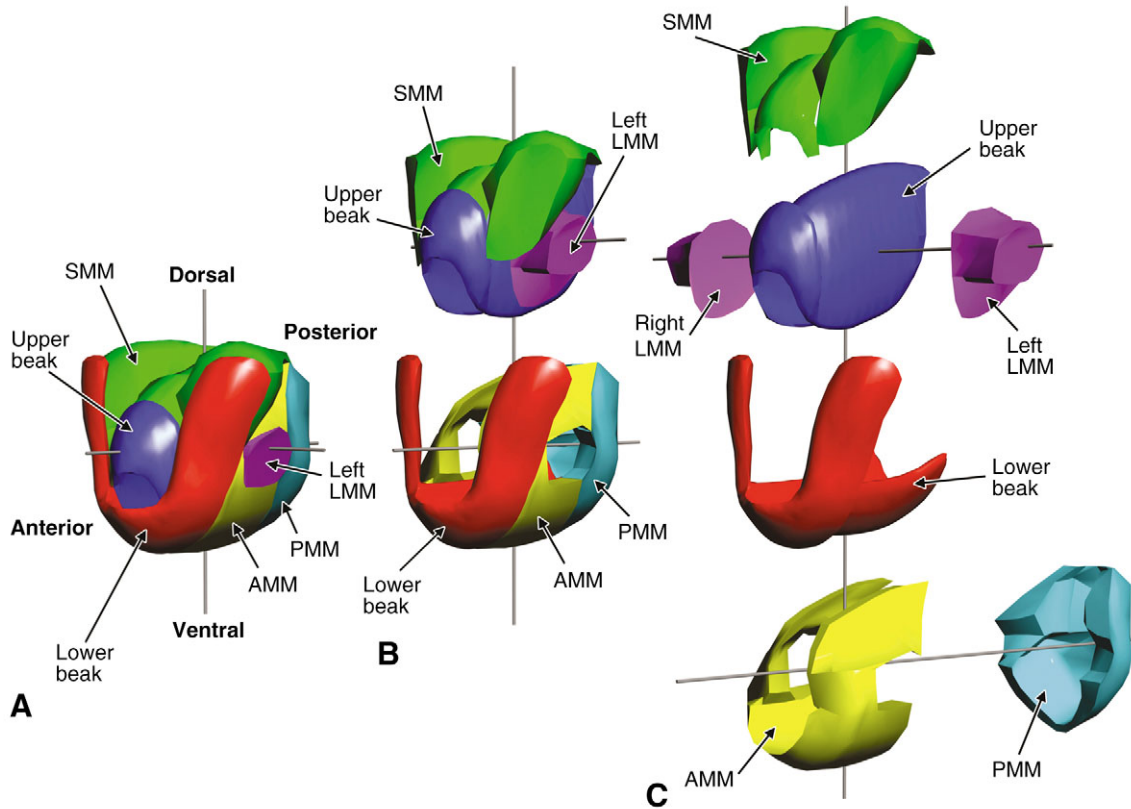 SMM
Dorsal
Upper
beak
Posterior
Left
LMM
Anterior
PMM
AMM
Ventral
Lower
beak
A
SMM
Left
LMM
Upper
beak
PMM
AMM
Lower
beak
B
SMM
Upper
beak
Right
LMM
Left
LMM
Lower
beak
AMM
PMM
C